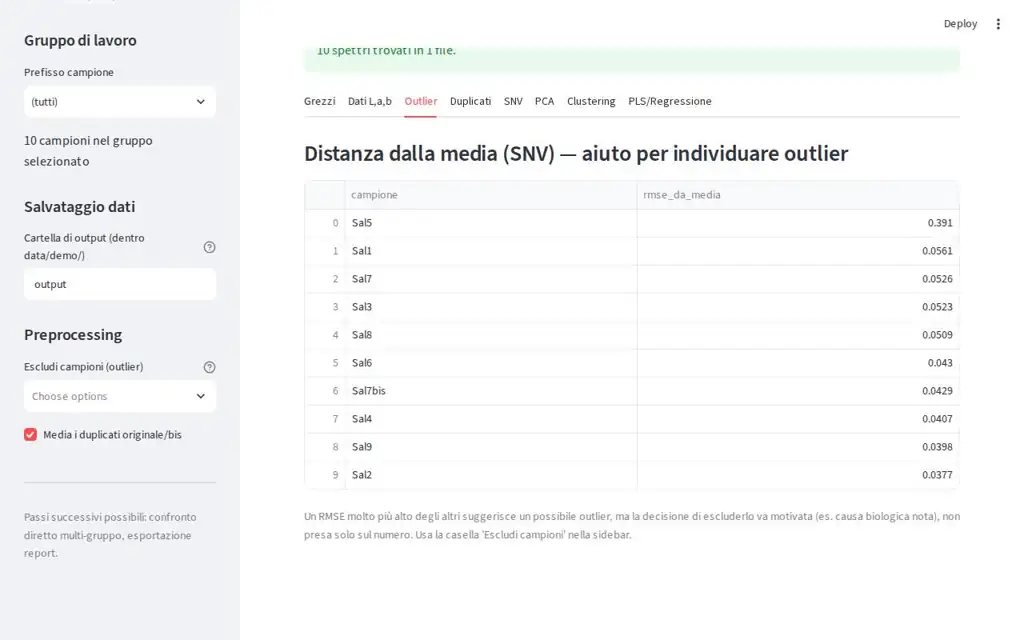 Gruppo di lavoro
Prefisso campione
(tutti)
10 campioni nel gruppo
selezionato
Salvataggio dati
Cartella di output (dentro
data/demo/)
output
Preprocessing
Escludi campioni (outlier)
Choose options
Media i duplicati originale/bis
Passi successivi possibili: confronto
diretto multi-gruppo, esportazione
report.
Deploy
10 spettri trovati in 1 file.
Grezzi Dati L,a,b Outlier Duplicati SNV PCA Clustering PLS/Regressione
Distanza dalla media (SNV) — aiuto per individuare outlier
campione rmse_da_media
0 Sal5 0.391
1 Sal1 0.0561
2 Sal7 0.0526
3 Sal3 0.0523
4 Sal8 0.0509
5 Sal6 0.043
6 Sal7bis 0.0429
7 Sal4 0.0407
8 Sal9 0.0398
9 Sal2 0.0377
Un RMSE molto più alto degli altri suggerisce un possibile outlier, ma la decisione di escluderlo va motivata (es. causa biologica nota), non
presa solo sul numero. Usa la casella 'Escludi campioni' nella sidebar.